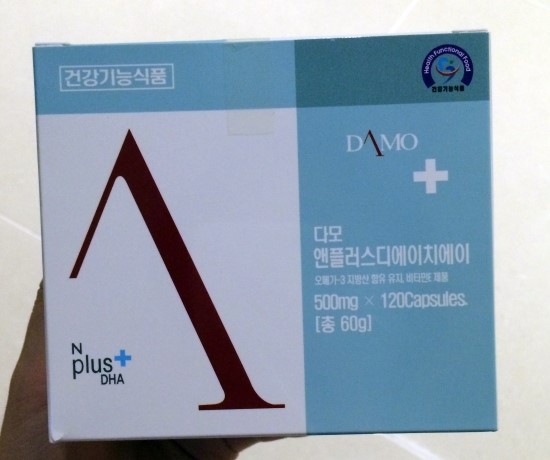 건강기능식품
Health Functional Food
건강기능식품
DAMO
다모
앤플러스디에이치에이
오메가-3 지방산 함유 유지, 비타민E 제품
500mg × 120Capsules.
[총 60g]
N
plus+
DHA